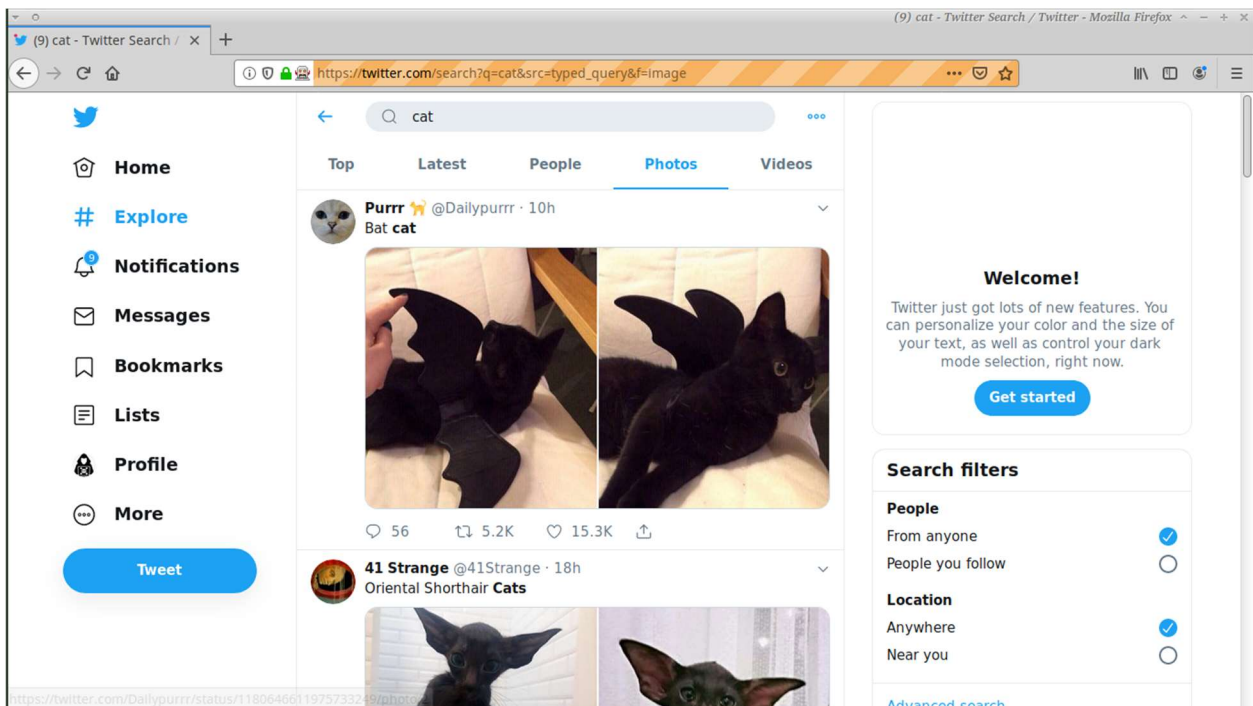 (9) cat - Twitter Search / Twitter - Mozilla Firefox
(9) cat - Twitter Search /
https://twitter.com/search?q=cat&src=typed_query&f=image
cat
Home
Explore
9
Notifications
Messages
Bookmarks
Lists
Profile
More
Tweet
Top Latest People Photos Videos
Purrr 🐈 @Dailypurrr · 10h
Bat cat
56 5.2K 15.3K
41 Strange @41Strange · 18h
Oriental Shorthair Cats
Welcome!
Twitter just got lots of new features. You
can personalize your color and the size of
your text, as well as control your dark
mode selection, right now.
Get started
Search filters
People
From anyone
People you follow
Location
Anywhere
Near you
Advanced search